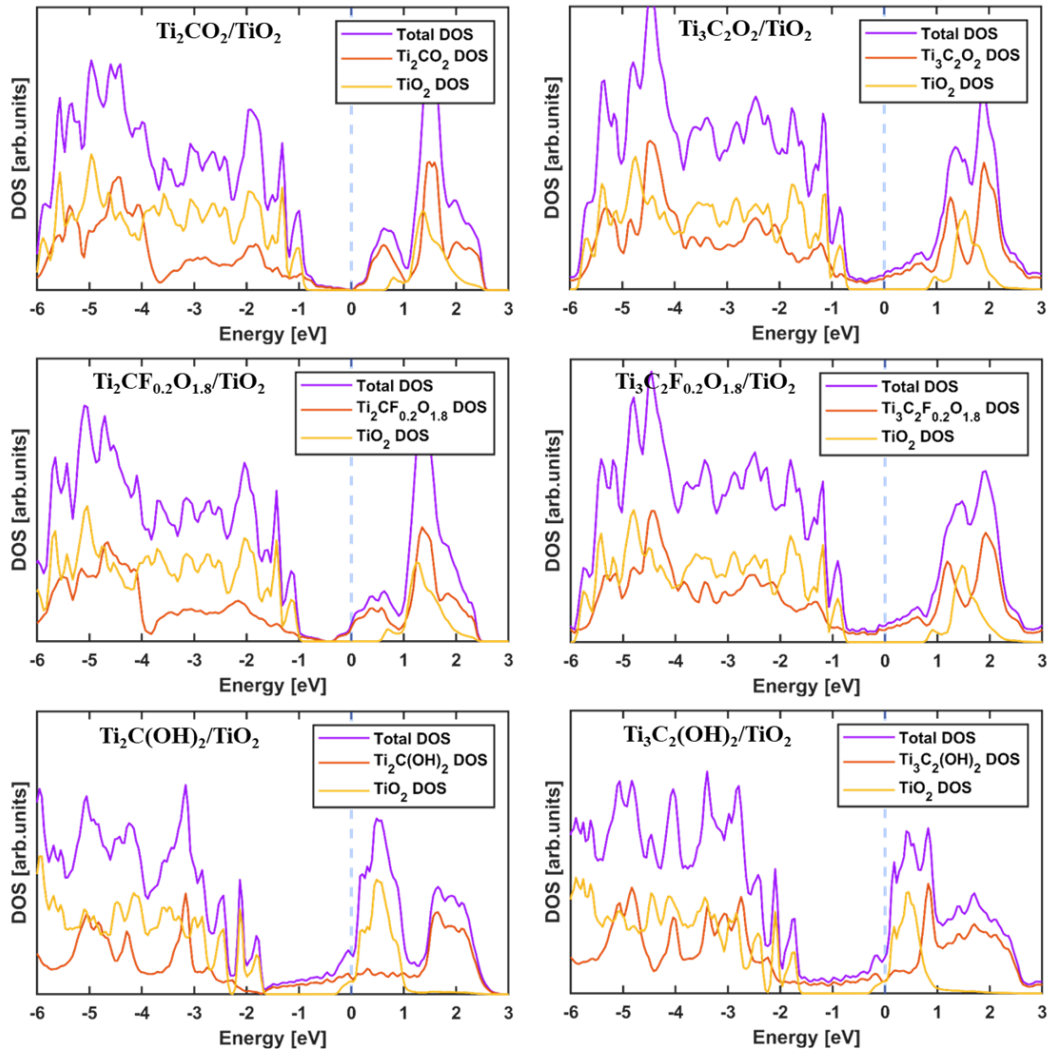 Ti₂CO₂/TiO₂
Total DOS
Ti₂CO₂ DOS
TiO₂ DOS
DOS [arb.units]
-6 -5 -4 -3 -2 -1 0 1 2 3
Energy [eV]
Ti₃C₂O₂/TiO₂
Total DOS
Ti₃C₂O₂ DOS
TiO₂ DOS
DOS [arb.units]
-6 -5 -4 -3 -2 -1 0 1 2 3
Energy [eV]
Ti₂CF₀.₂O₁.₈/TiO₂
Total DOS
Ti₂CF₀.₂O₁.₈ DOS
TiO₂ DOS
DOS [arb.units]
-6 -5 -4 -3 -2 -1 0 1 2 3
Energy [eV]
Ti₃C₂F₀.₂O₁.₈/TiO₂
Total DOS
Ti₃C₂F₀.₂O₁.₈ DOS
TiO₂ DOS
DOS [arb.units]
-6 -5 -4 -3 -2 -1 0 1 2 3
Energy [eV]
Ti₂C(OH)₂/TiO₂
Total DOS
Ti₂C(OH)₂ DOS
TiO₂ DOS
DOS [arb.units]
-6 -5 -4 -3 -2 -1 0 1 2 3
Energy [eV]
Ti₃C₂(OH)₂/TiO₂
Total DOS
Ti₃C₂(OH)₂ DOS
TiO₂ DOS
DOS [arb.units]
-6 -5 -4 -3 -2 -1 0 1 2 3
Energy [eV]